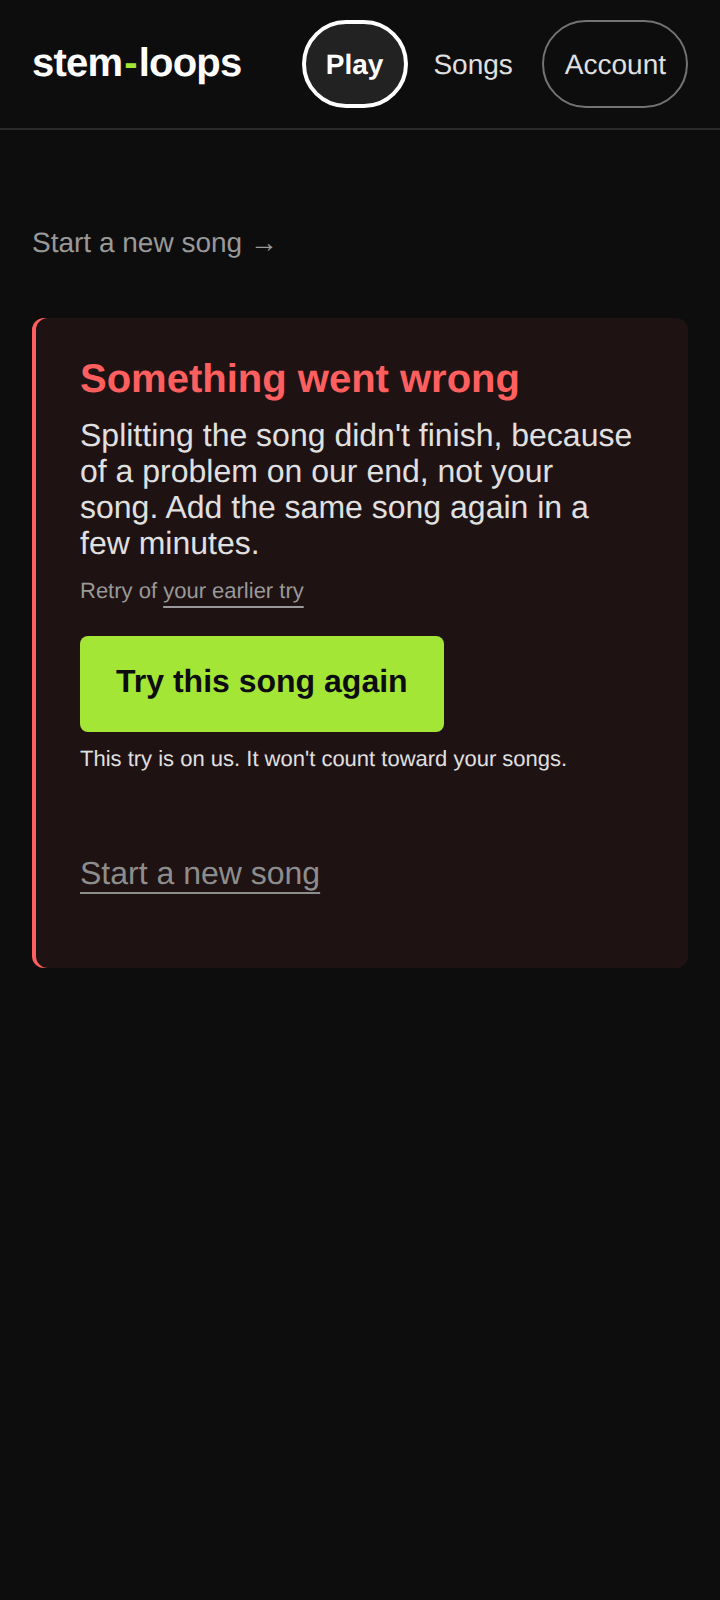 stem-loops
Play
Songs
Account
Start a new song →
Something went wrong
Splitting the song didn't finish, because
of a problem on our end, not your
song. Add the same song again in a
few minutes.
Retry of your earlier try
Try this song again
This try is on us. It won't count toward your songs.
Start a new song